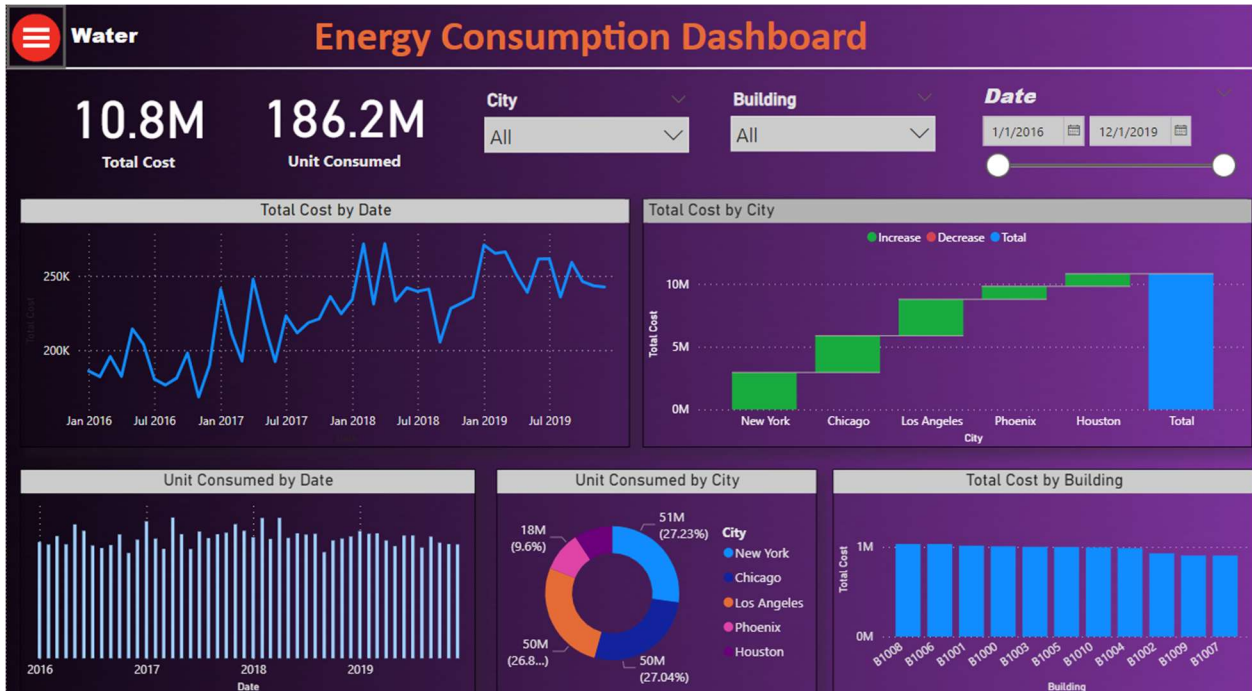 Water
Energy Consumption Dashboard
10.8M
Total Cost
186.2M
Unit Consumed
City
All
Building
All
Date
1/1/2016
12/1/2019
Total Cost by Date
Total Cost
250K
200K
Jan 2016 Jul 2016 Jan 2017 Jul 2017 Jan 2018 Jul 2018 Jan 2019 Jul 2019
Total Cost by City
Increase Decrease Total
Total Cost
10M
5M
0M
New York Chicago Los Angeles Phoenix Houston Total
City
Unit Consumed by Date
2016 2017 2018 2019
Date
Unit Consumed by City
51M
(27.23%)
18M
(9.6%)
50M
(26.8...)
50M
(27.04%)
City
New York
Chicago
Los Angeles
Phoenix
Houston
Total Cost by Building
Total Cost
1M
0M
B1008 B1006 B1001 B1000 B1003 B1005 B1010 B1004 B1002 B1009 B1007
Building